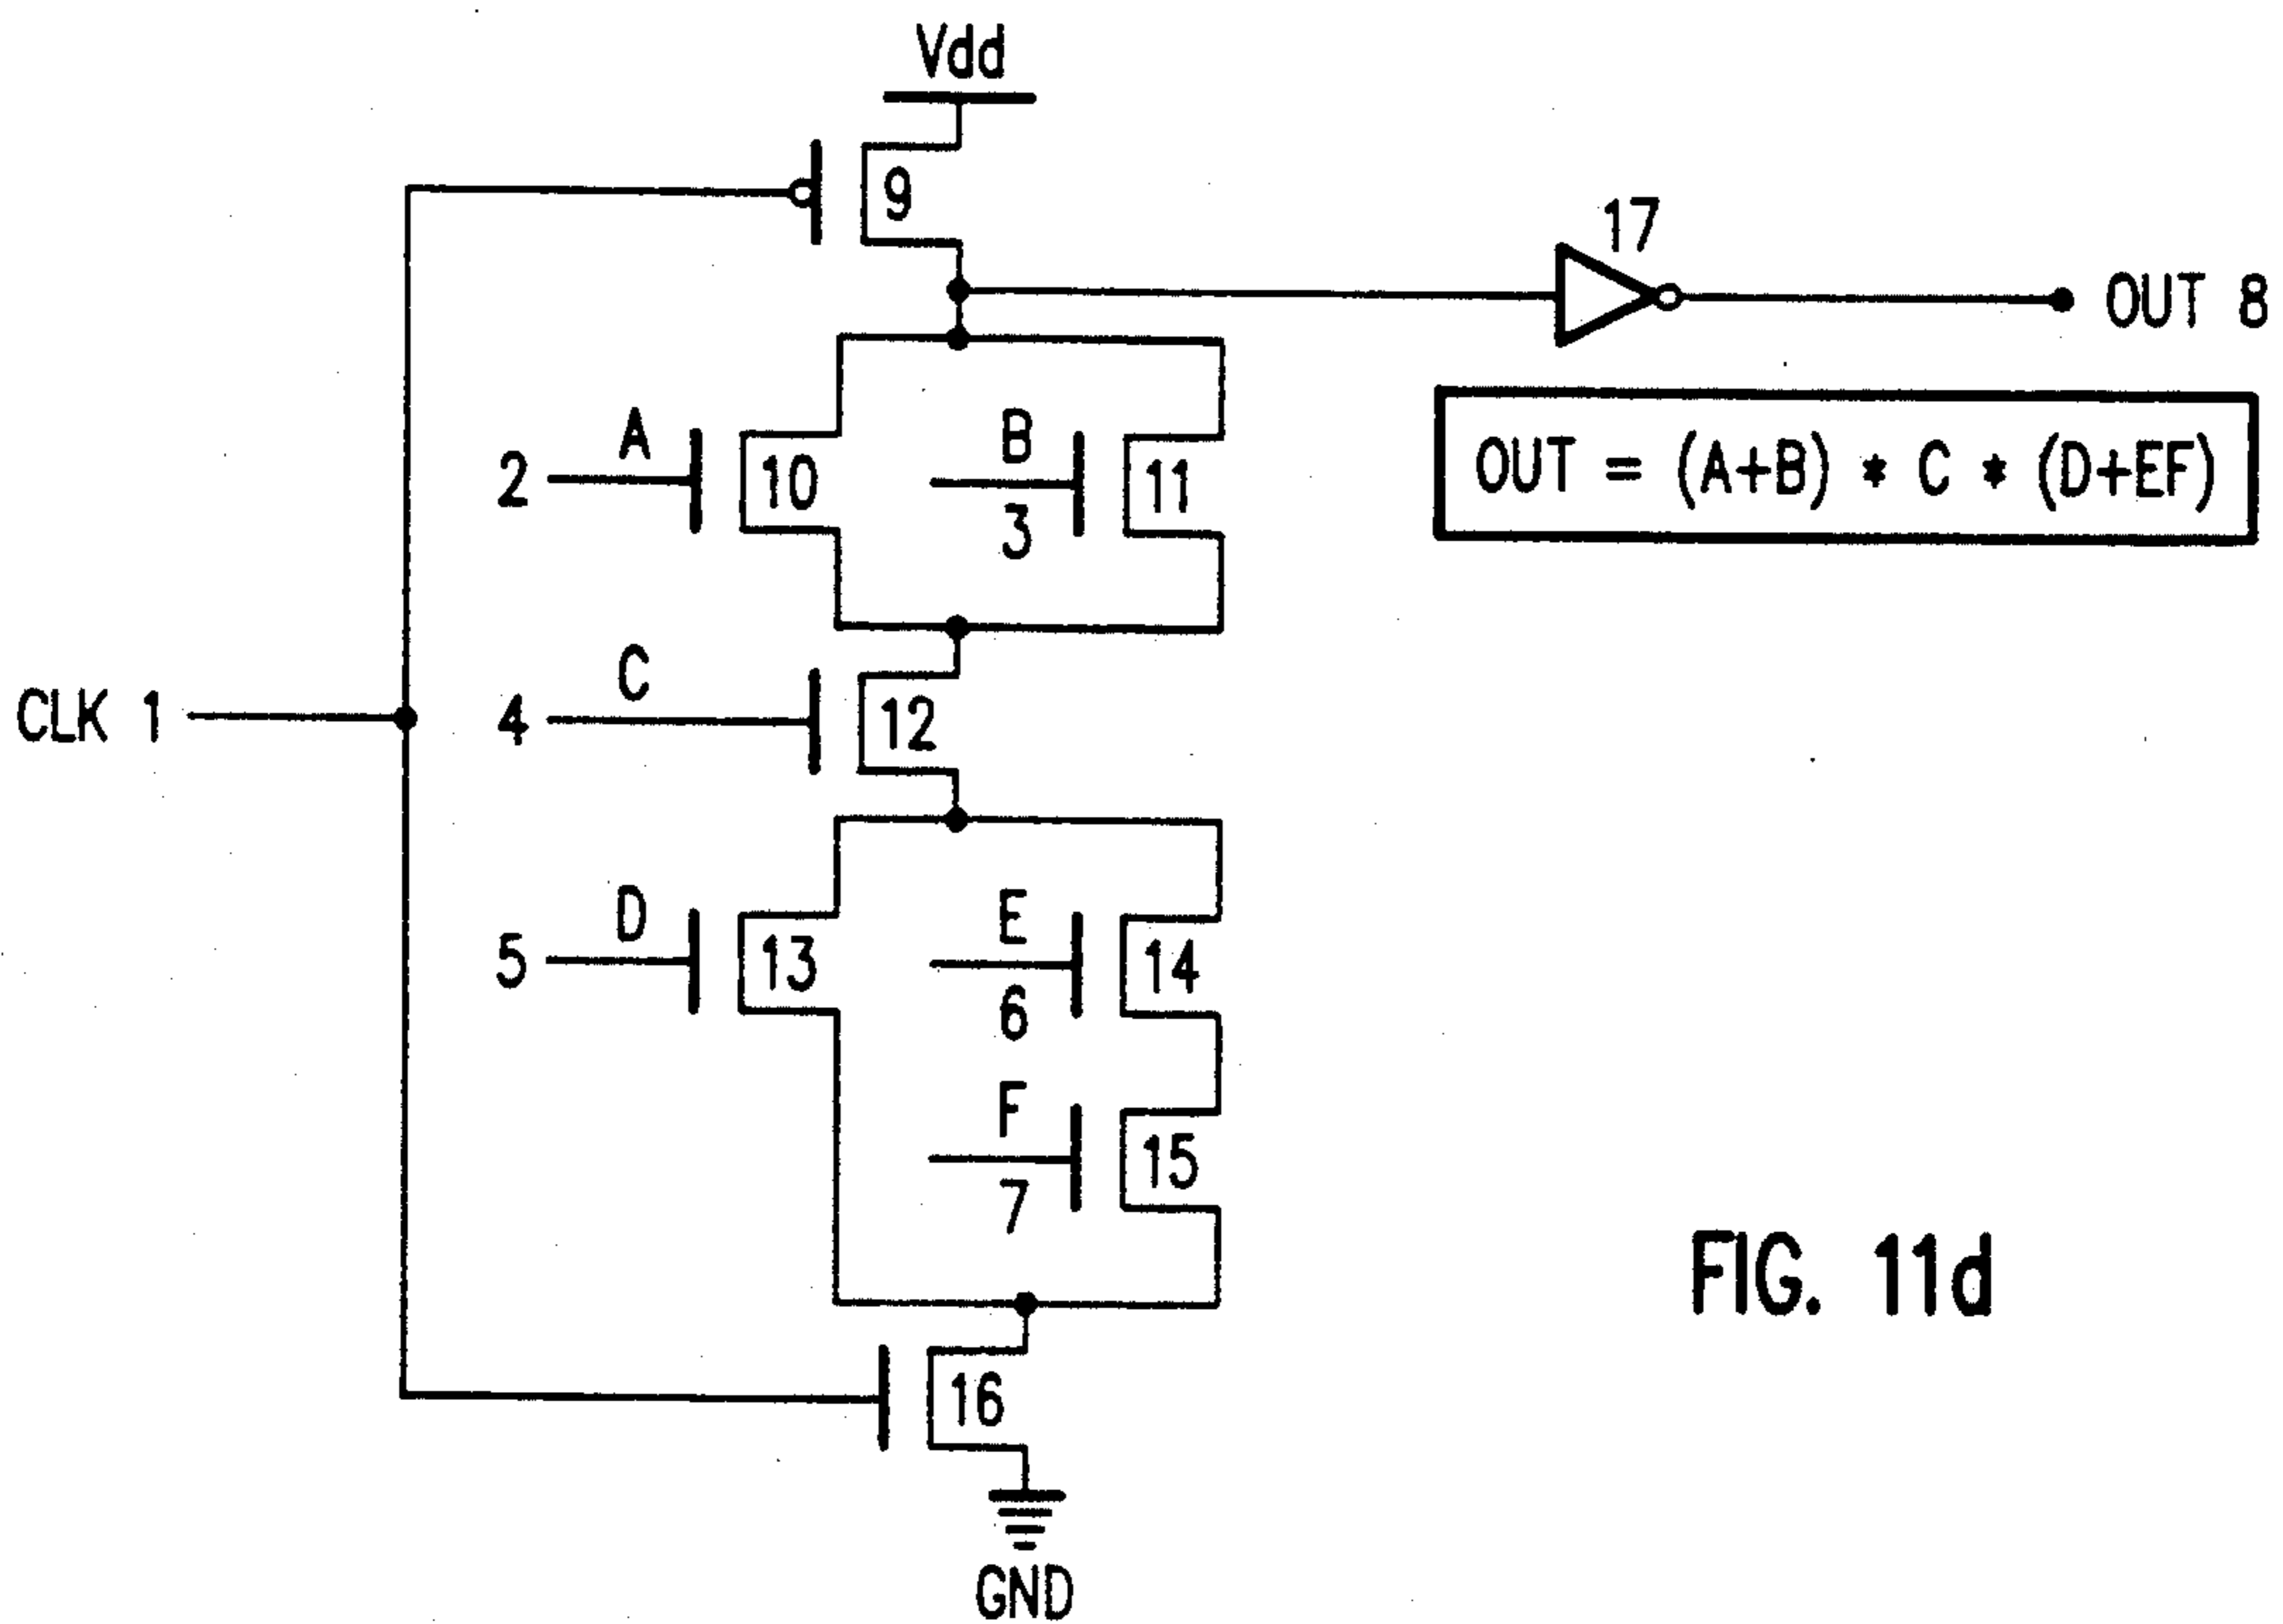 Vdd
9
17
OUT 8
A
B
2
10
11
3
OUT = (A+B) * C * (D+EF)
C
CLK 1
4
12
D
E
5
13
14
6
F
15
7
FIG. 11d
16
GND